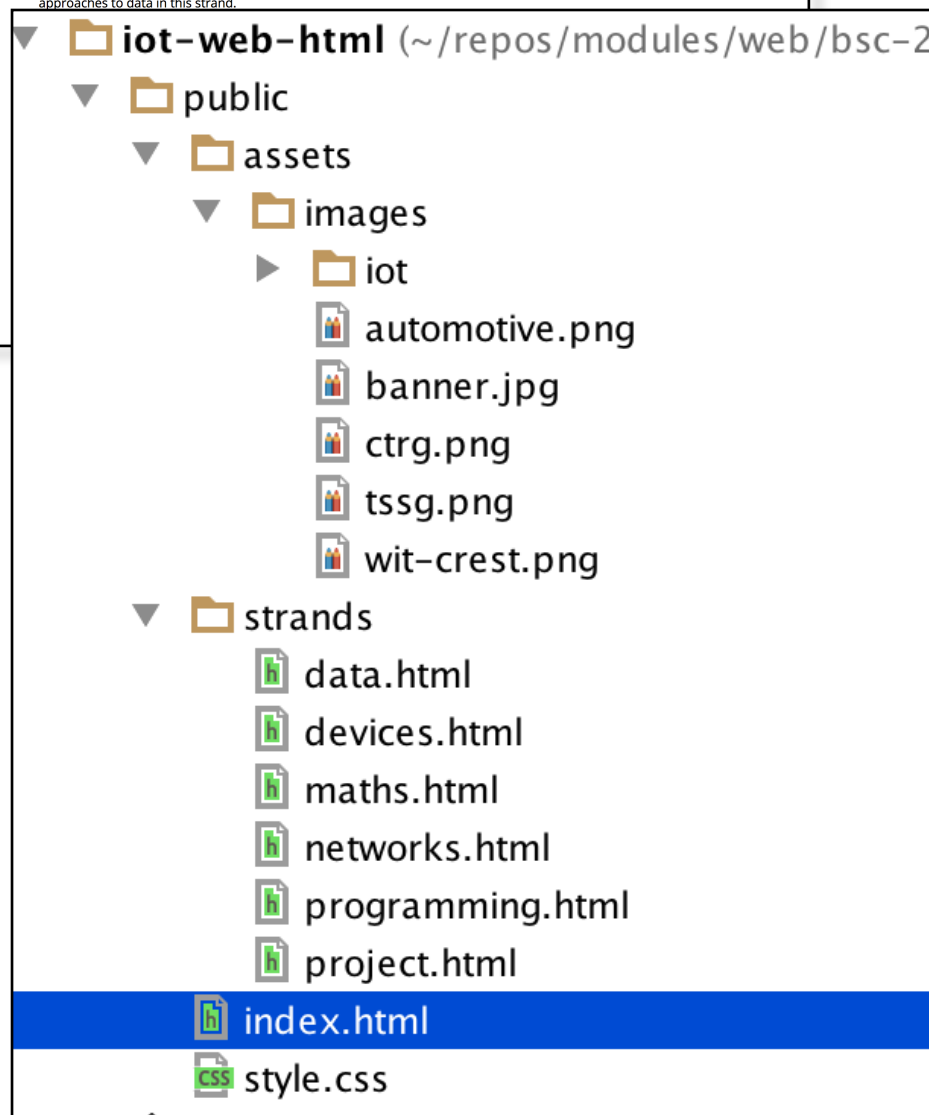 approaches to data in this strand.
iot-web-html (~/repos/modules/web/bsc-2
public
assets
images
iot
automotive.png
banner.jpg
ctrg.png
tssg.png
wit-crest.png
strands
h data.html
h devices.html
h maths.html
h networks.html
h programming.html
h project.html
h index.html
CSS style.css